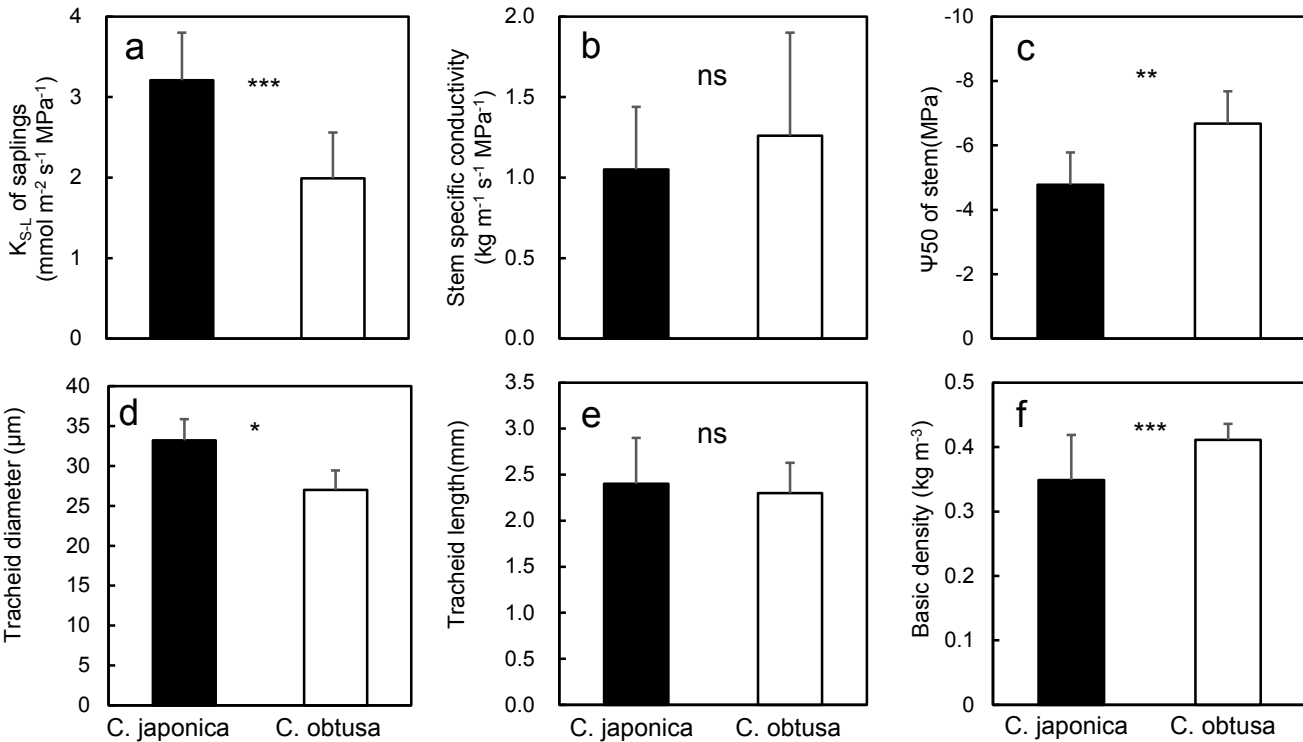 a
***
K_S-L of saplings
(mmol m⁻² s⁻¹ MPa⁻¹)
4
3
2
1
0
b
ns
Stem specific conductivity
(kg m⁻¹ s⁻¹ MPa⁻¹)
2.0
1.5
1.0
0.5
0.0
c
**
Ψ50 of stem(MPa)
-10
-8
-6
-4
-2
0
d
*
Tracheid diameter (μm)
40
35
30
25
20
15
10
5
0
C. japonica
C. obtusa
e
ns
Tracheid length(mm)
3.5
3.0
2.5
2.0
1.5
1.0
0.5
0.0
C. japonica
C. obtusa
f
***
Basic density (kg m⁻³)
0.5
0.4
0.3
0.2
0.1
0
C. japonica
C. obtusa